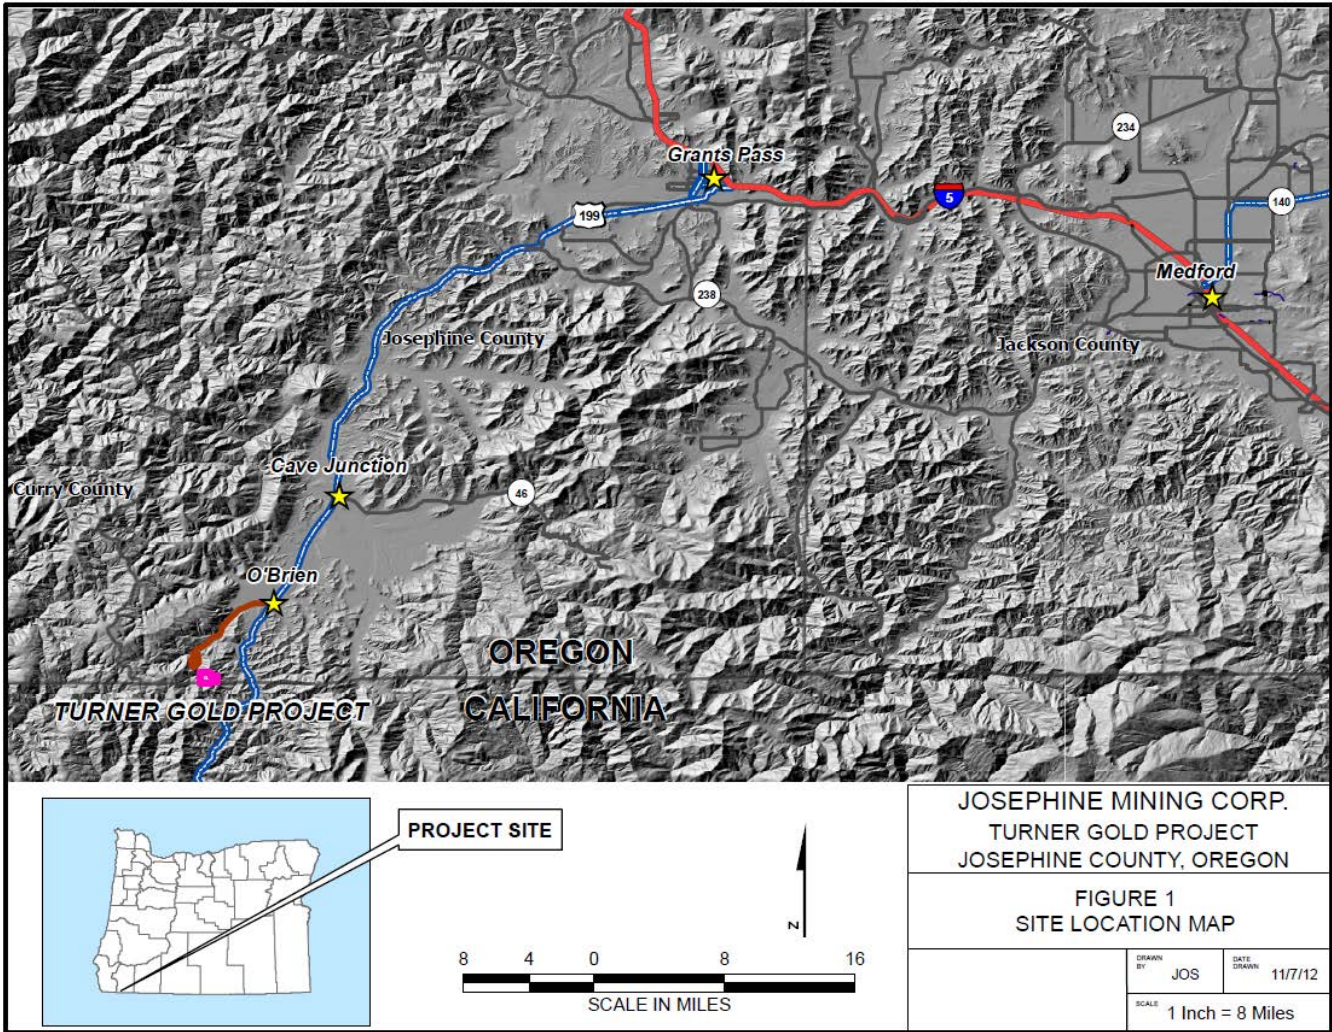 Grants Pass
234
199
5
140
Medford
238
Josephine County
Jackson County
Cave Junction
Curry County
46
O'Brien
OREGON
TURNER GOLD PROJECT
CALIFORNIA
PROJECT SITE
N
8 4 0 8 16
SCALE IN MILES
JOSEPHINE MINING CORP.
TURNER GOLD PROJECT
JOSEPHINE COUNTY, OREGON
FIGURE 1
SITE LOCATION MAP
DRAWN
BY
JOS
DATE
DRAWN
11/7/12
SCALE
1 Inch = 8 Miles